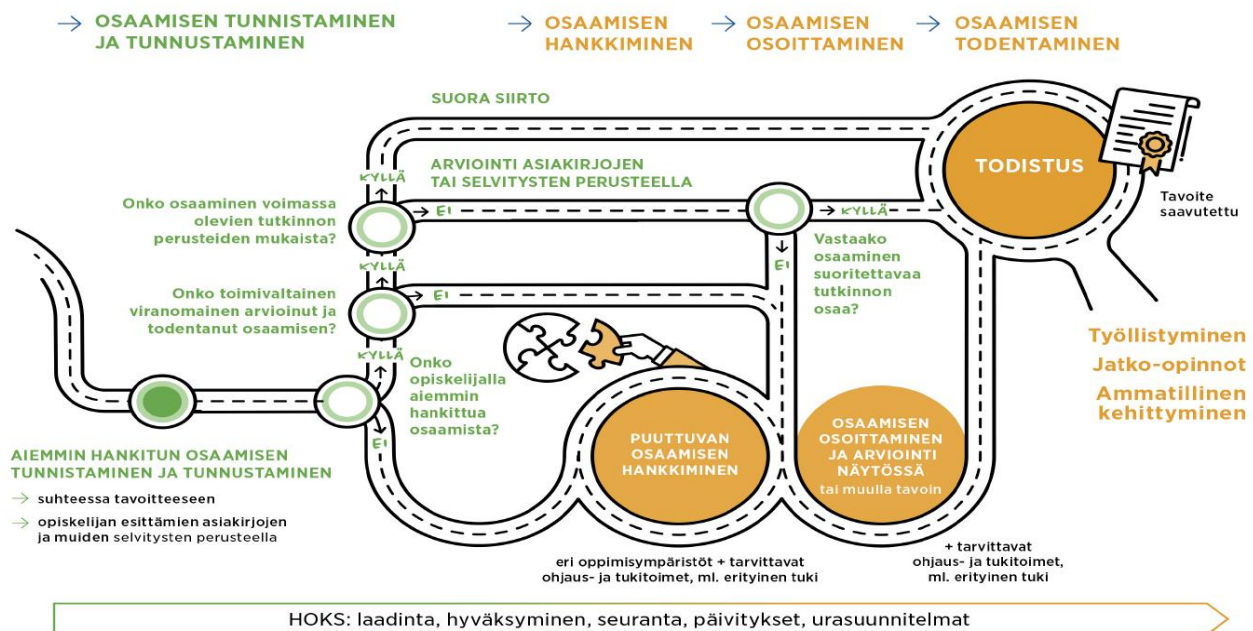 → OSAAMISEN TUNNISTAMINEN
JA TUNNUSTAMINEN
→ OSAAMISEN
HANKKIMINEN
→ OSAAMISEN
OSOITTAMINEN
→ OSAAMISEN
TODENTAMINEN
SUORA SIIRTO
KYLLÄ
ARVIOINTI ASIAKIRJOJEN
TAI SELVITYSTEN PERUSTEELLA
TODISTUS
Tavoite
saavutettu
Onko osaaminen voimassa
olevien tutkinnon
perusteiden mukaista?
→ EI
→ KYLLÄ
KYLLÄ
EI
Vastaako
osaaminen
suoritettavaa
tutkinnon
osaa?
Onko toimivaltainen
viranomainen arvioinut ja
todentanut osaamisen?
→ EI
KYLLÄ
Onko
opiskelijalla
aiemmin
hankittua
osaamista?
EI
Työllistyminen
Jatko-opinnot
Ammatillinen
kehittyminen
PUUTTUVAN
OSAAMISEN
HANKKIMINEN
OSAAMISEN
OSOITTAMINEN
JA ARVIOINTI
NÄYTÖSSÄ
tai muulla tavoin
AIEMMIN HANKITUN OSAAMISEN
TUNNISTAMINEN JA TUNNUSTAMINEN
→ suhteessa tavoitteeseen
→ opiskelijan esittämien asiakirjojen
ja muiden selvitysten perusteella
eri oppimisympäristöt + tarvittavat
ohjaus- ja tukitoimet, ml. erityinen tuki
+ tarvittavat
ohjaus- ja tukitoimet,
ml. erityinen tuki
HOKS: laadinta, hyväksyminen, seuranta, päivitykset, urasuunnitelmat